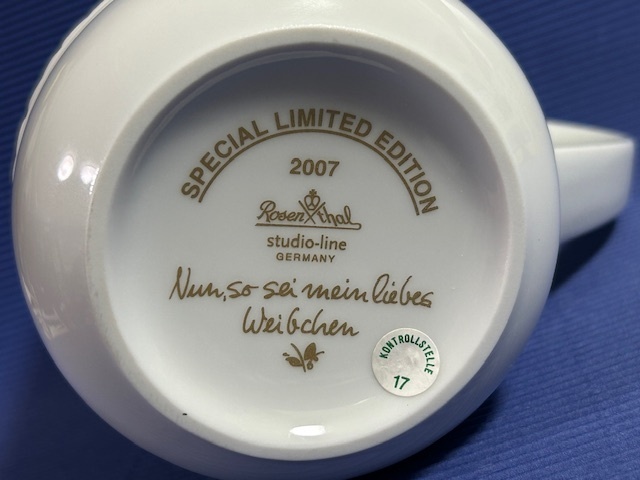 SPECIAL LIMITED EDITION
2007
Rosenthal
studio-line
GERMANY
Nun, so sei mein liebes
Weibchen
KONTROLLSTELLE
17